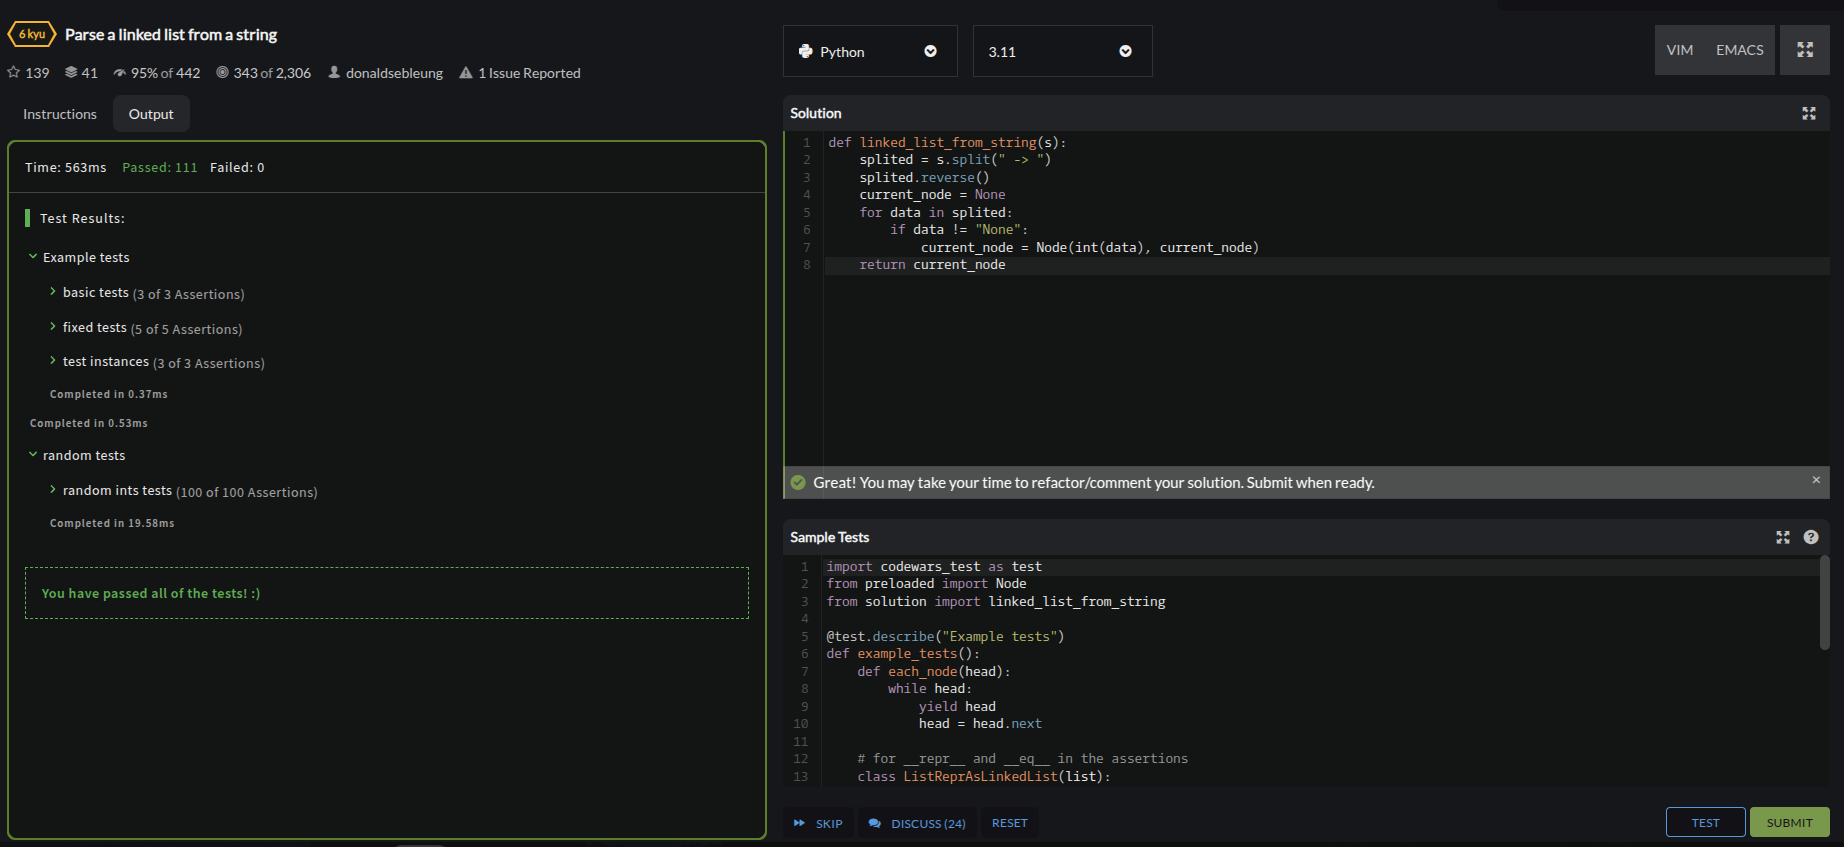 6 kyu Parse a linked list from a string
139 41 95% of 442 343 of 2,306 donaldsebleung 1 Issue Reported
Instructions Output
Time: 563ms Passed: 111 Failed: 0
Test Results:
Example tests
basic tests (3 of 3 Assertions)
fixed tests (5 of 5 Assertions)
test instances (3 of 3 Assertions)
Completed in 0.37ms
Completed in 0.53ms
random tests
random ints tests (100 of 100 Assertions)
Completed in 19.58ms
You have passed all of the tests! :)
Python 3.11 VIM EMACS
Solution
1 def linked_list_from_string(s):
2     splited = s.split(" -> ")
3     splited.reverse()
4     current_node = None
5     for data in splited:
6         if data != "None":
7             current_node = Node(int(data), current_node)
8     return current_node
Great! You may take your time to refactor/comment your solution. Submit when ready. ×
Sample Tests ?
1 import codewars_test as test
2 from preloaded import Node
3 from solution import linked_list_from_string
4
5 @test.describe("Example tests")
6 def example_tests():
7     def each_node(head):
8         while head:
9             yield head
10             head = head.next
11
12     # for __repr__ and __eq__ in the assertions
13     class ListReprAsLinkedList(list):
SKIP DISCUSS (24) RESET TEST SUBMIT